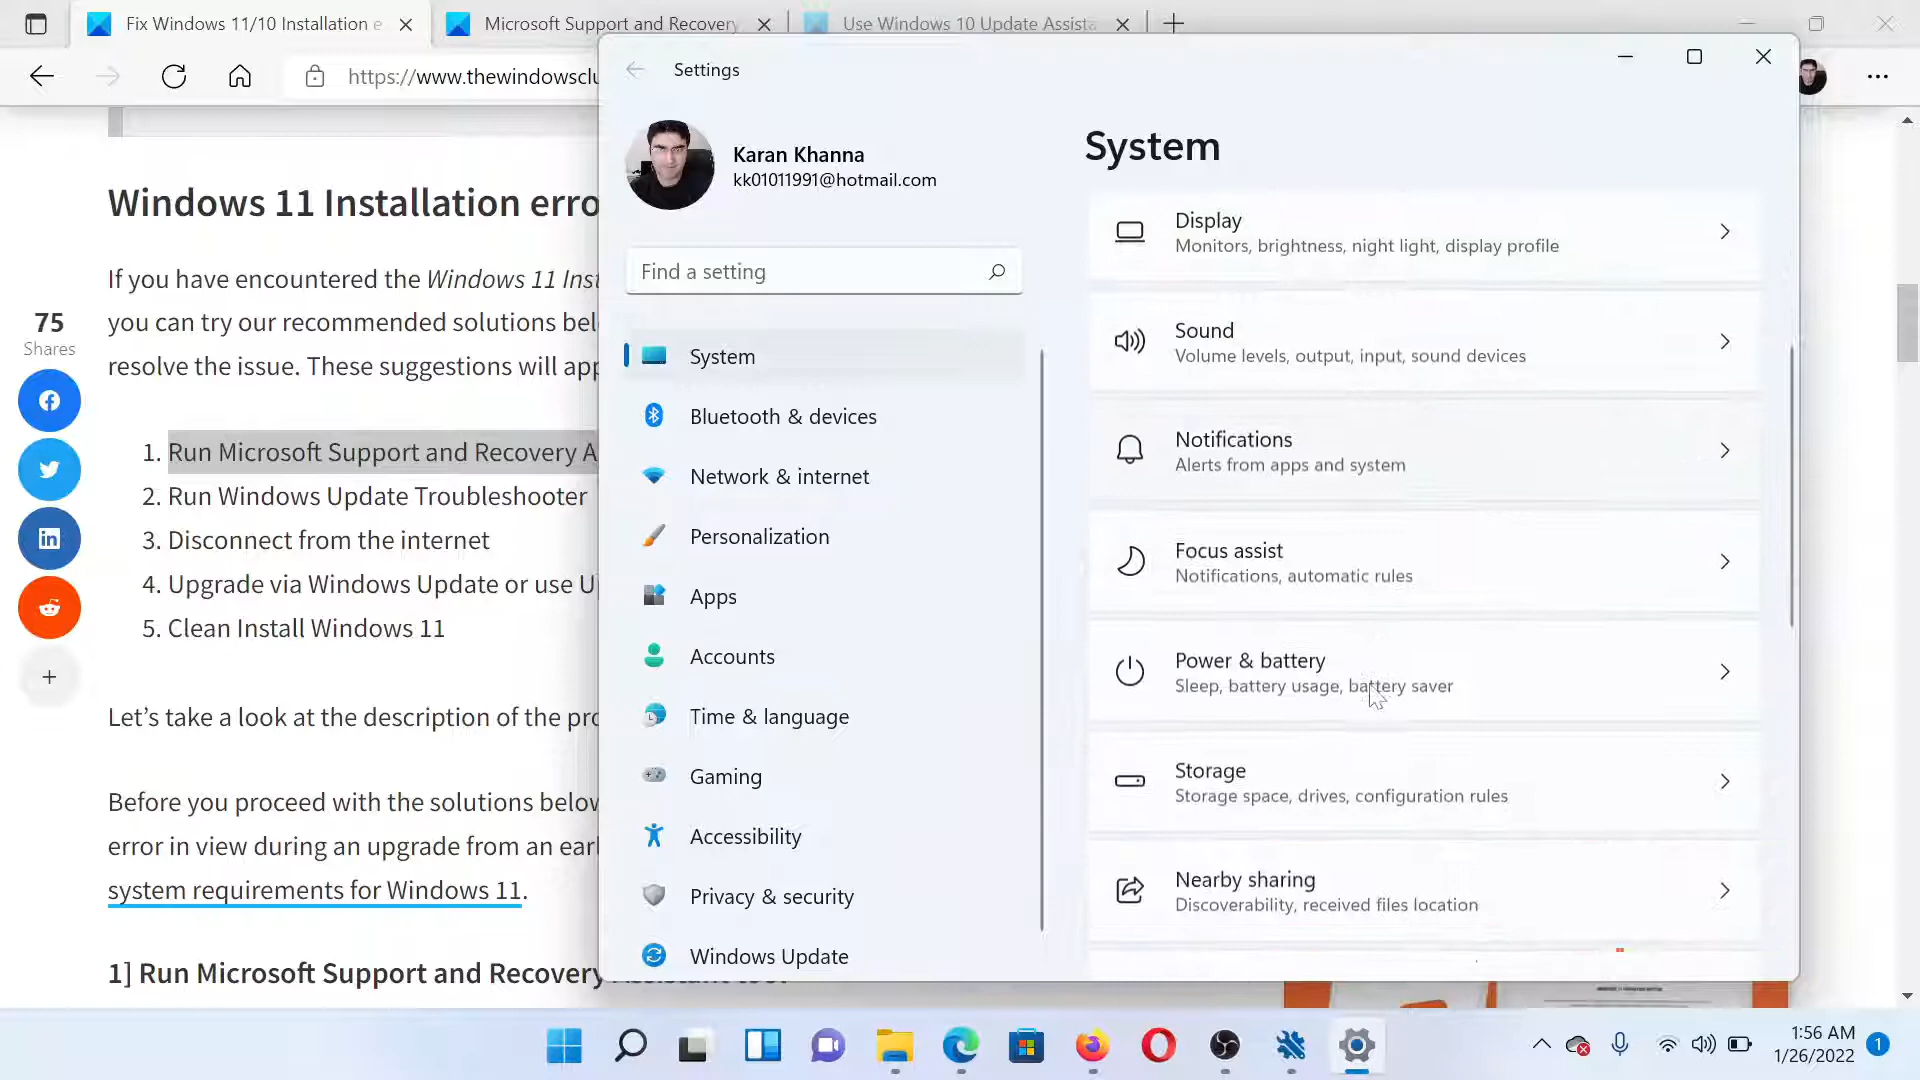 Fix Windows 11/10 Installation e
Microsoft Support and Recovery
Use Windows 10 Update Assista
https://www.thewindowsclu
Windows 11 Installation erro
If you have encountered the Windows 11 Inst
you can try our recommended solutions bel
resolve the issue. These suggestions will app
75
Shares
1. Run Microsoft Support and Recovery A
2. Run Windows Update Troubleshooter
3. Disconnect from the internet
4. Upgrade via Windows Update or use U
5. Clean Install Windows 11
Let's take a look at the description of the pro
Before you proceed with the solutions below
error in view during an upgrade from an earl
system requirements for Windows 11.
1] Run Microsoft Support and Recovery
Settings
Karan Khanna
kk01011991@hotmail.com
Find a setting
System
Bluetooth & devices
Network & internet
Personalization
Apps
Accounts
Time & language
Gaming
Accessibility
Privacy & security
Windows Update
System
Display
Monitors, brightness, night light, display profile
Sound
Volume levels, output, input, sound devices
Notifications
Alerts from apps and system
Focus assist
Notifications, automatic rules
Power & battery
Sleep, battery usage, battery saver
Storage
Storage space, drives, configuration rules
Nearby sharing
Discoverability, received files location
1:56 AM
1/26/2022
1